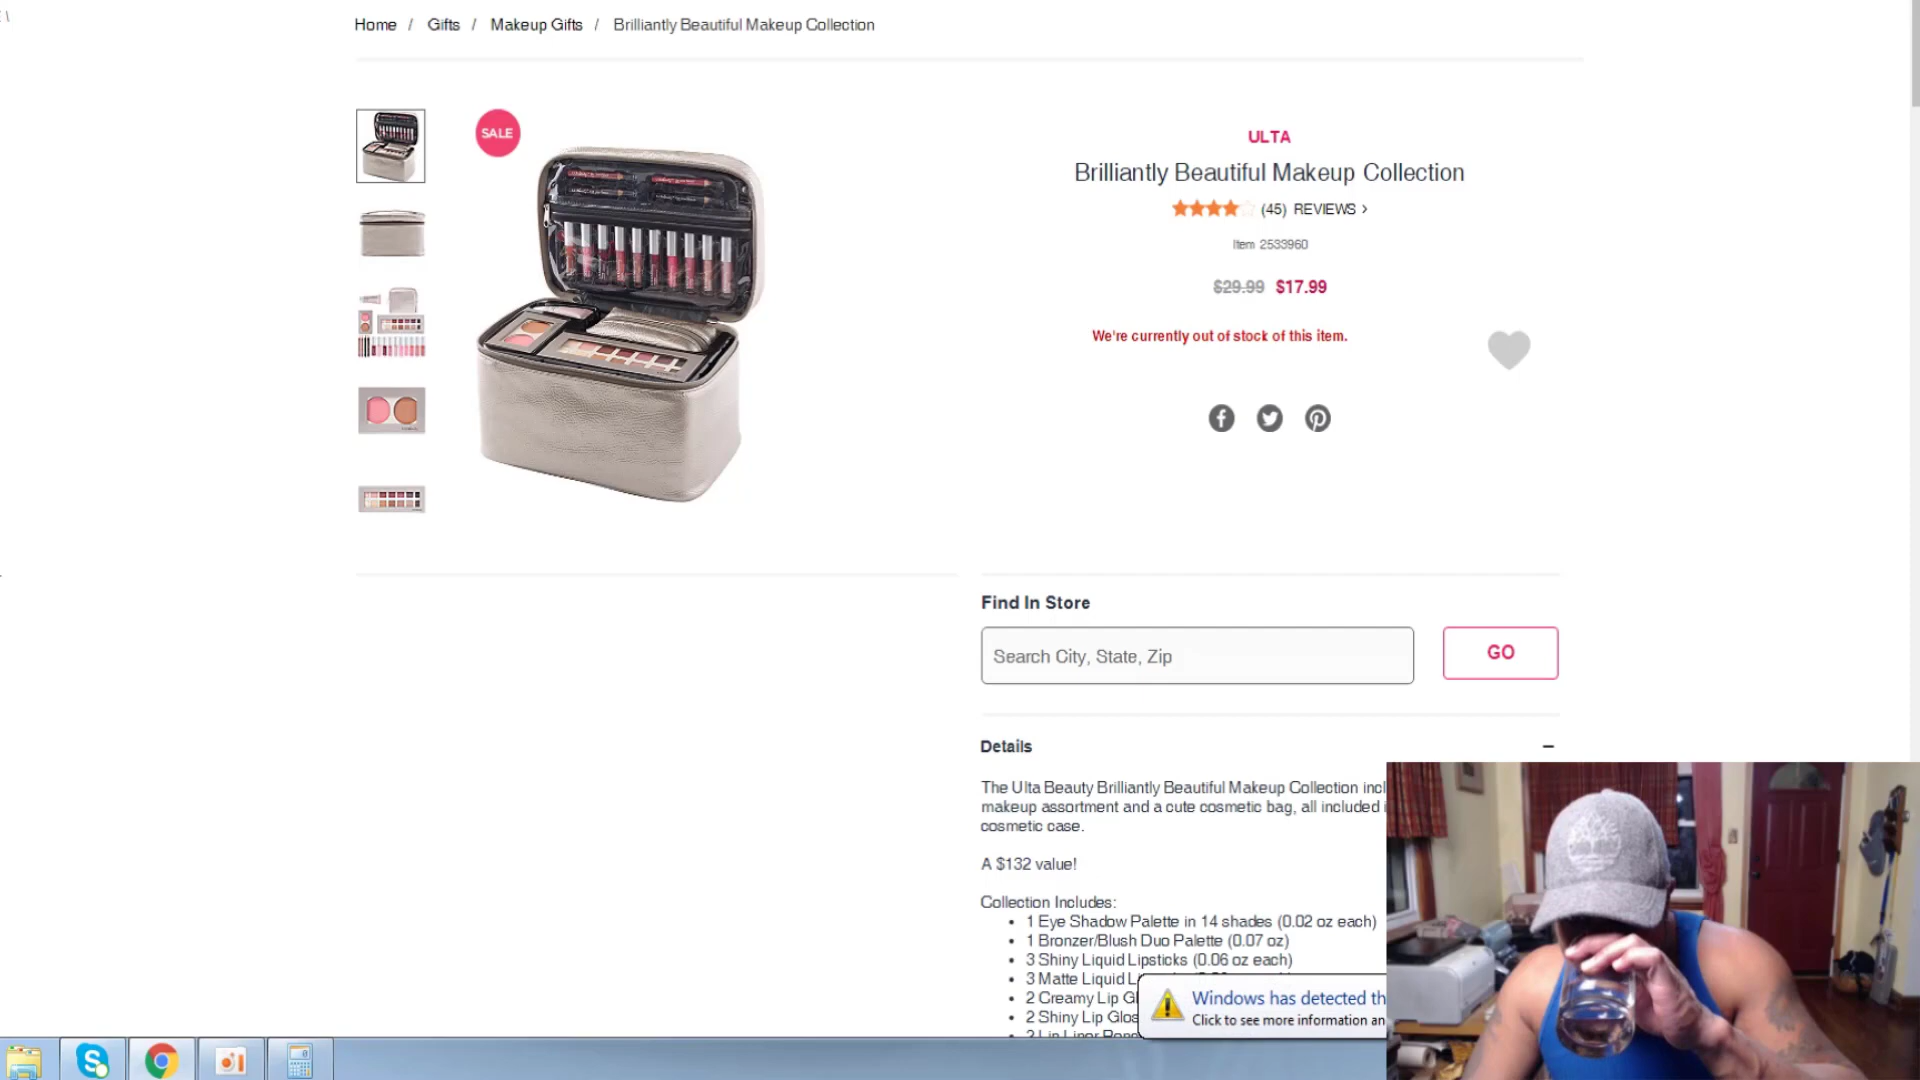 Home / Gifts / Makeup Gifts / Brilliantly Beautiful Makeup Collection
SALE
ULTA
Brilliantly Beautiful Makeup Collection
(45) REVIEWS >
Item 2533960
$29.99 $17.99
We're currently out of stock of this item.
Find In Store
Search City, State, Zip
GO
Details
The Ulta Beauty Brilliantly Beautiful Makeup Collection incl
makeup assortment and a cute cosmetic bag, all included i
cosmetic case.
A $132 value!
Collection Includes:
• 1 Eye Shadow Palette in 14 shades (0.02 oz each)
• 1 Bronzer/Blush Duo Palette (0.07 oz)
• 3 Shiny Liquid Lipsticks (0.06 oz each)
• 3 Matte Liquid
• 2 Creamy Lip Gl
• 2 Shiny Lip Glos
Windows has detected th
Click to see more information an